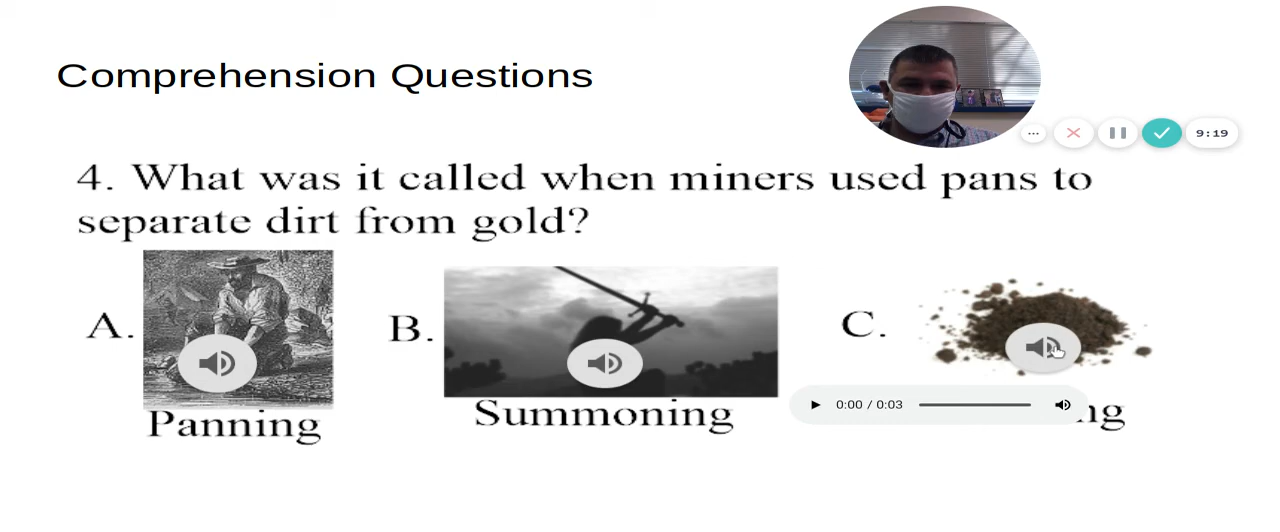 Comprehension Questions
9:19
4. What was it called when miners used pans to
separate dirt from gold?
A.
B.
C.
Panning
Summoning
0:00 / 0:03